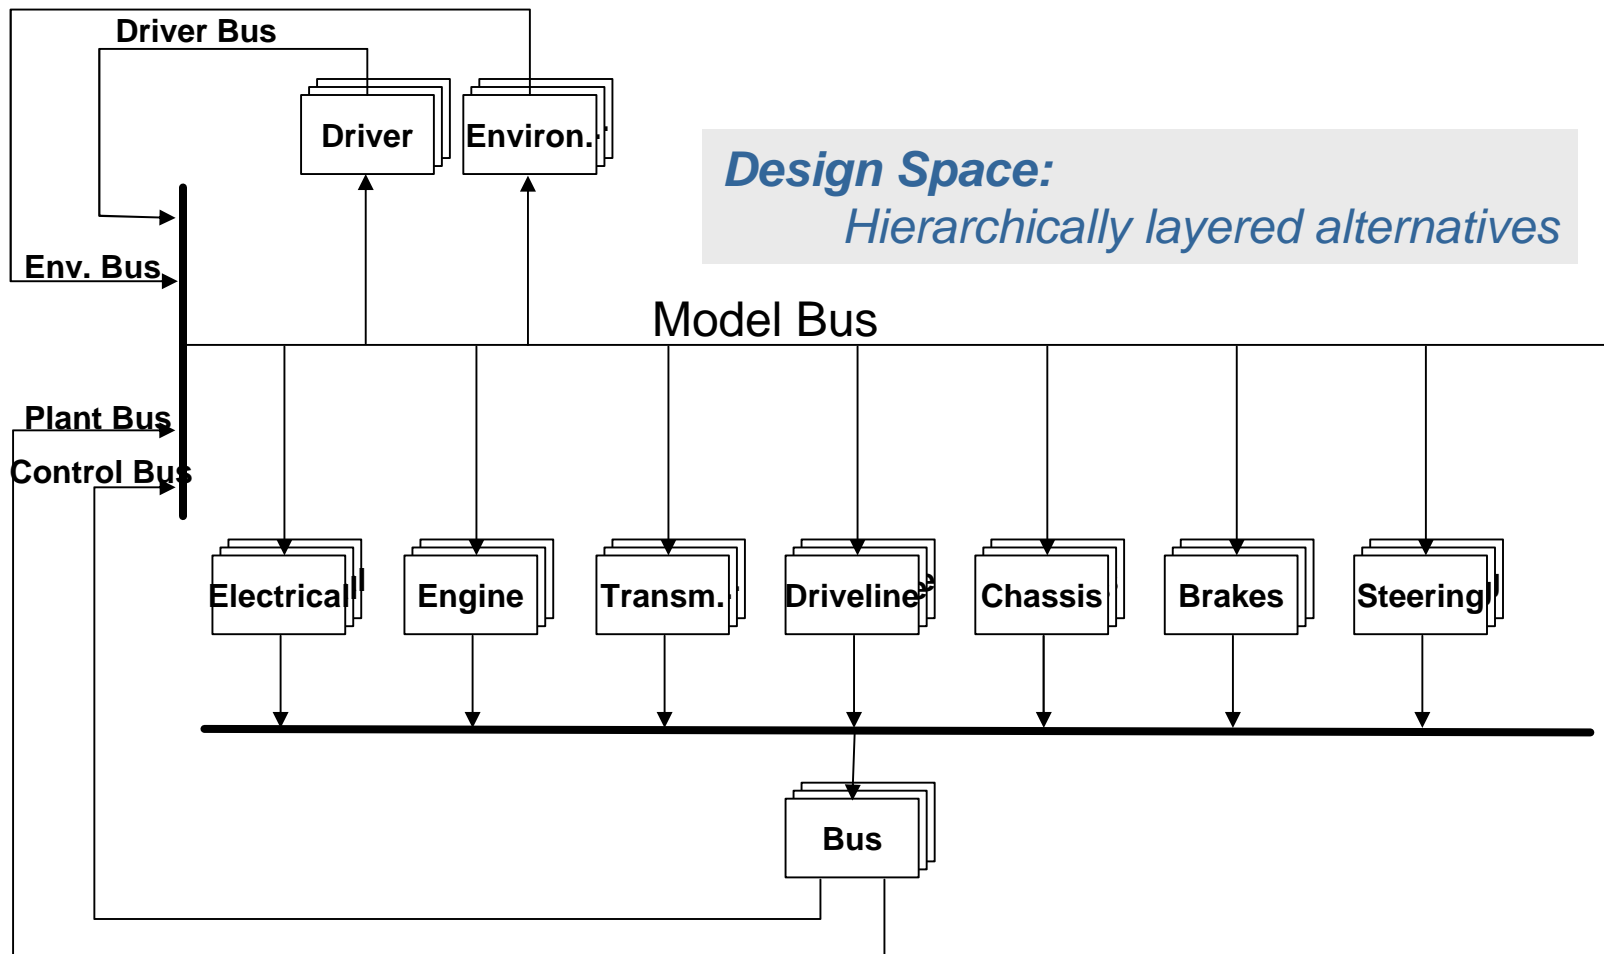 Driver Bus
Driver
Environ.
Design Space:
Hierarchically layered alternatives
Env. Bus
Model Bus
Plant Bus
Control Bus
Electrical
Engine
Transm.
Driveline
Chassis
Brakes
Steering
Bus